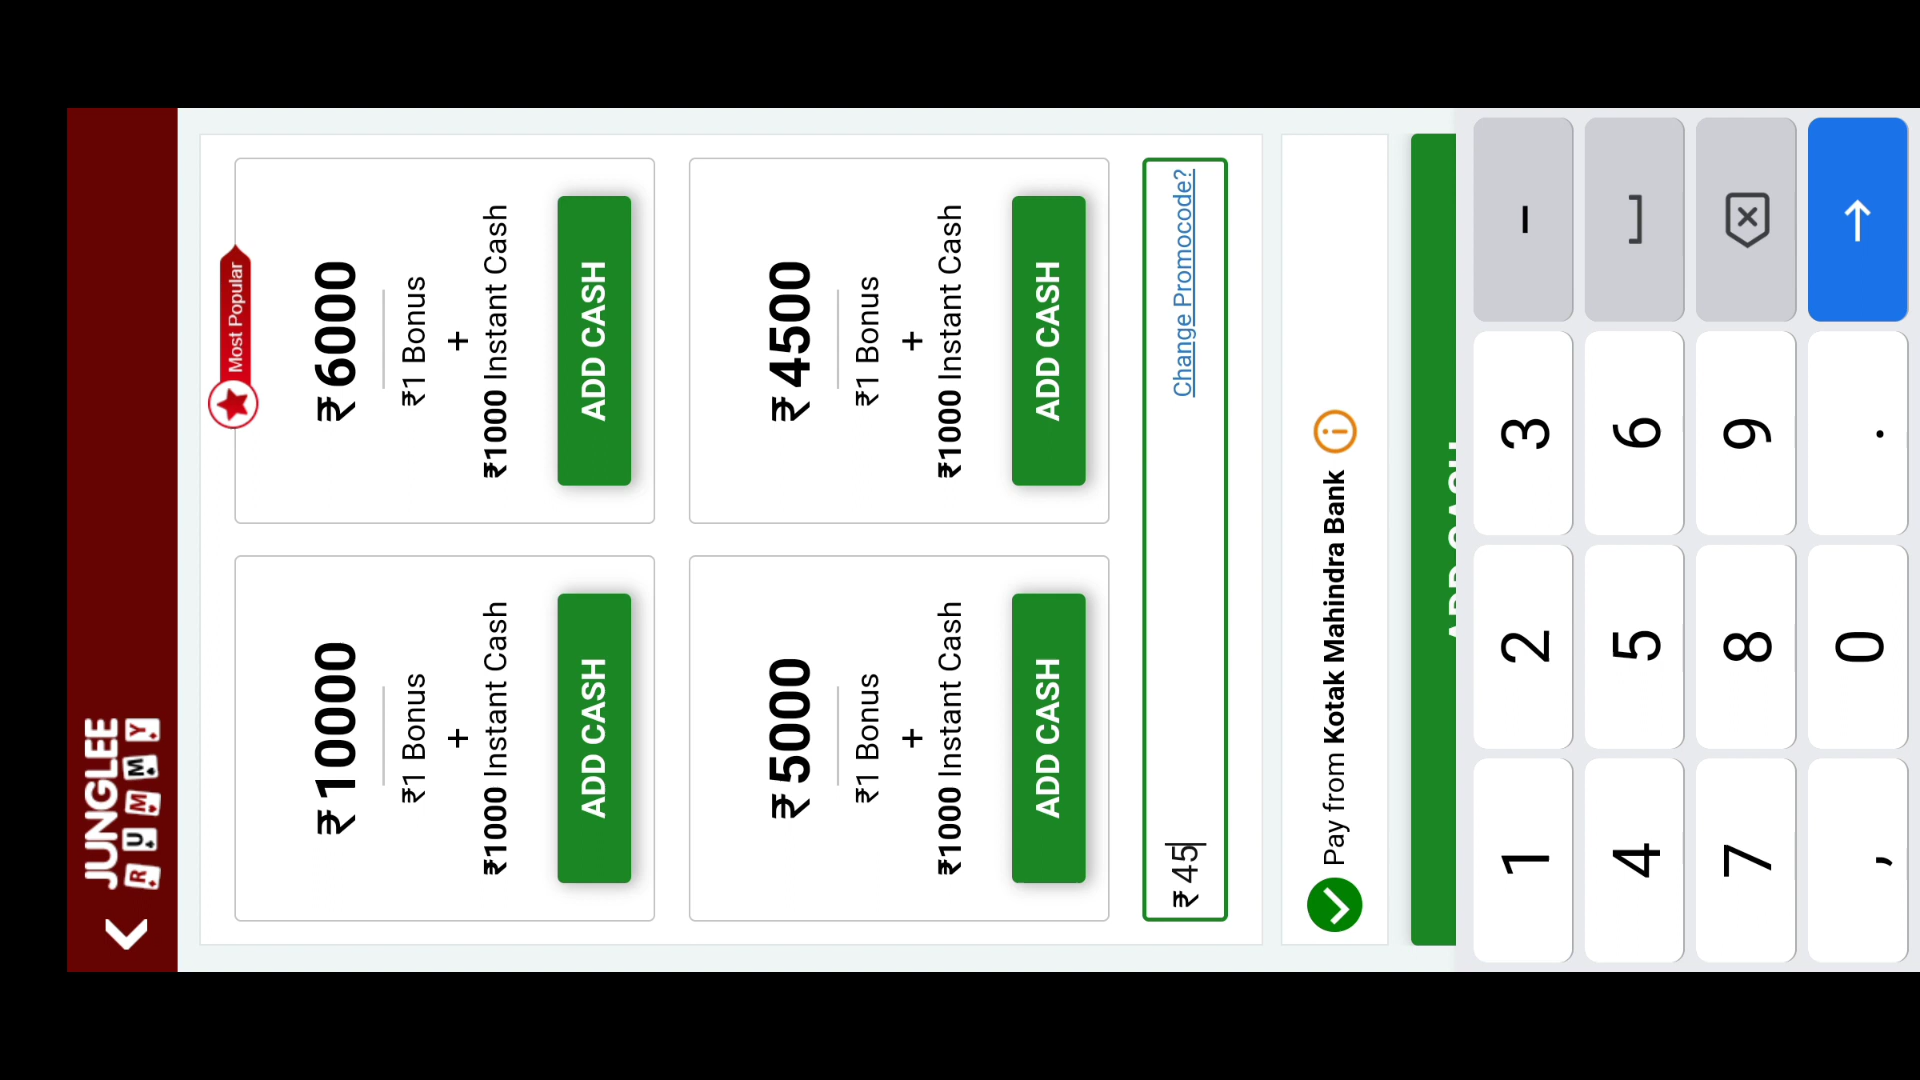 JUNGLEE
RUMMY
Most Popular
₹10000
₹1 Bonus
+
₹1000 Instant Cash
ADD CASH
₹6000
₹1 Bonus
+
₹1000 Instant Cash
ADD CASH
₹5000
₹1 Bonus
+
₹1000 Instant Cash
ADD CASH
₹4500
₹1 Bonus
+
₹1000 Instant Cash
ADD CASH
₹ 45 Change Promocode?
Pay from Kotak Mahindra Bank
ADD CASH
1 2 3 –
4 5 6
7 8 9
, 0 .